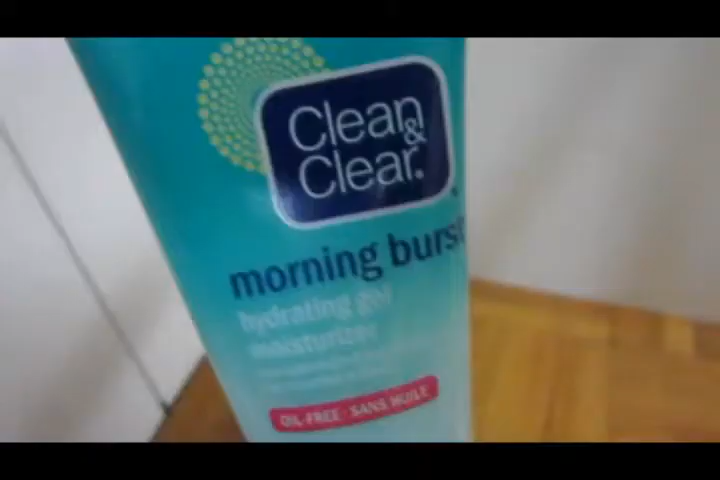 Clean &
Clear.
morning burst
hydrating gel
moisturizer
OIL-FREE · SANS HUILE